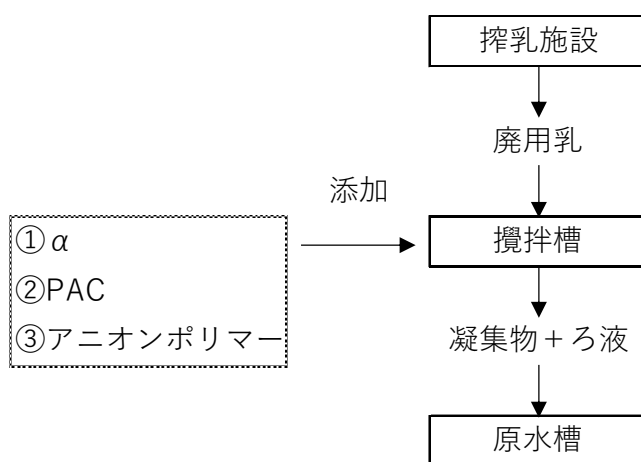 搾乳施設
廃用乳
添加
①α
②PAC
③アニオンポリマー
攪拌槽
凝集物+ろ液
原水槽